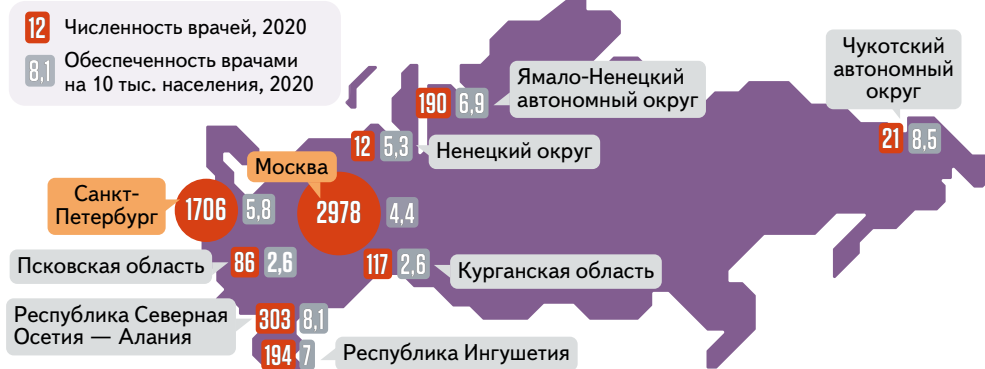 12 Численность врачей, 2020
8,1 Обеспеченность врачами
на 10 тыс. населения, 2020
Чукотский
автономный
округ
21 8,5
Ямало-Ненецкий
автономный округ
190 6,9
12 5,3
Ненецкий округ
Москва
2978 4,4
Санкт-
Петербург
1706 5,8
Псковская область
86 2,6
117 2,6
Курганская область
Республика Северная
Осетия — Алания
303 8,1
194 7
Республика Ингушетия